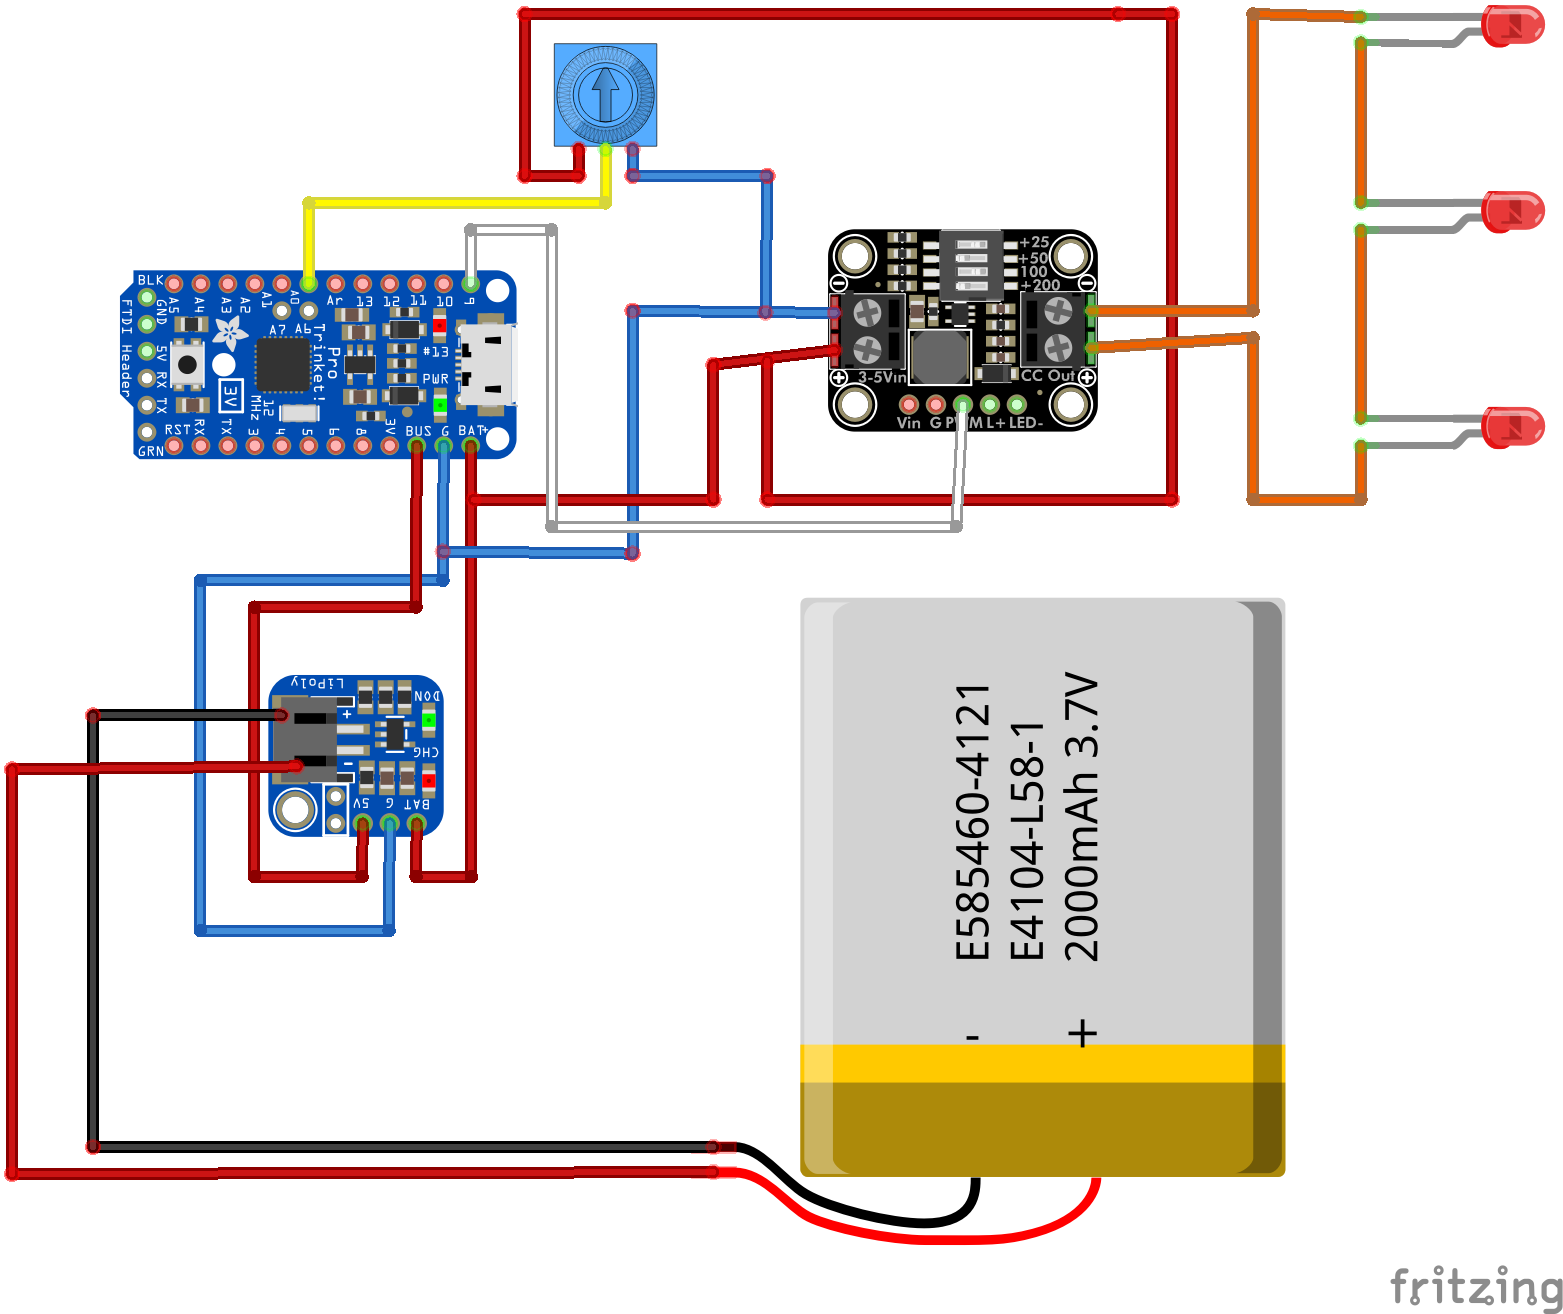 BLK
A5
A4
A3
A2
A1
A0
Ar
13
12
11
10
9
FTDI Header
GND
5V
RX
TX
GRN
A7
A6
Trinket!
Pro
3V
12
MHz
#13
PWR
RST
RX
TX
3
4
5
6
8
3V
BUS
G
BAT+
+25
+50
100
+200
3-5Vin
CC Out
Vin
G
PWM
L+
LED-
LiPoly
+
-
DON
CHG
5V
G
BAT
E585460-4121
E4104-L58-1
2000mAh 3.7V
-
+
fritzing